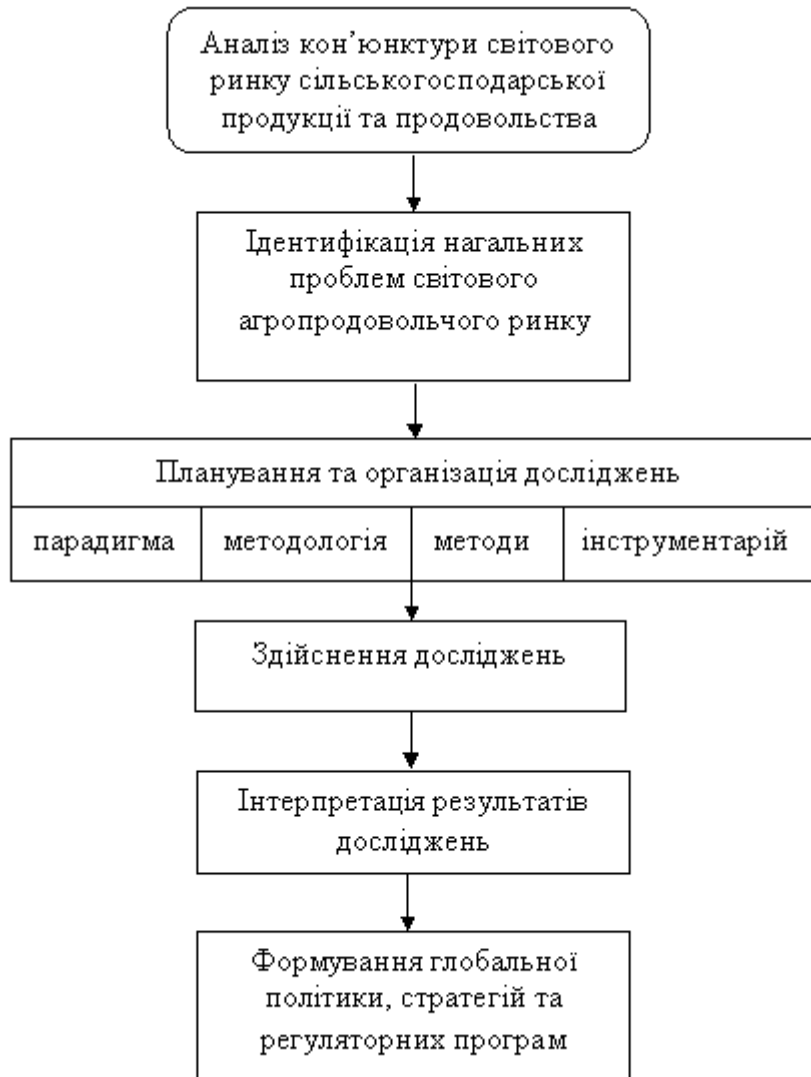 Аналіз кон’юнктури світового
ринку сільськогосподарської
продукції та продовольства
Ідентифікація нагальних
проблем світового
агропродовольчого ринку
Планування та організація досліджень
парадигма методологія методи інструментарій
Здійснення досліджень
Інтерпретація результатів
досліджень
Формування глобальної
політики, стратегій та
регуляторних програм